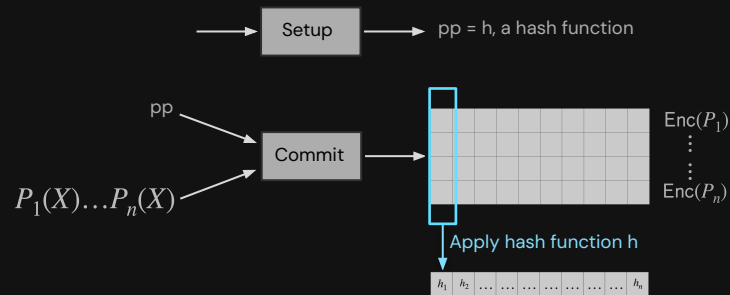 Setup
pp = h, a hash function
pp
Commit
P₁(X)…Pₙ(X)
Enc(P₁)
⋮
⋮
Enc(Pₙ)
Apply hash function h
h₁ h₂ … … … … … … … hₙ